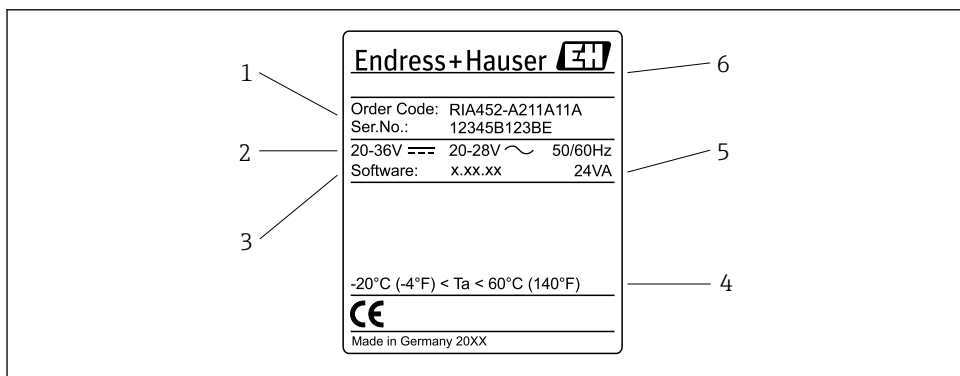 Endress+Hauser EH
Order Code: RIA452-A211A11A
Ser.No.: 12345B123BE
20-36V 20-28V 50/60Hz
Software: x.xx.xx 24VA
-20°C (-4°F) < Ta < 60°C (140°F)
CE
Made in Germany 20XX
1
2
3
4
5
6